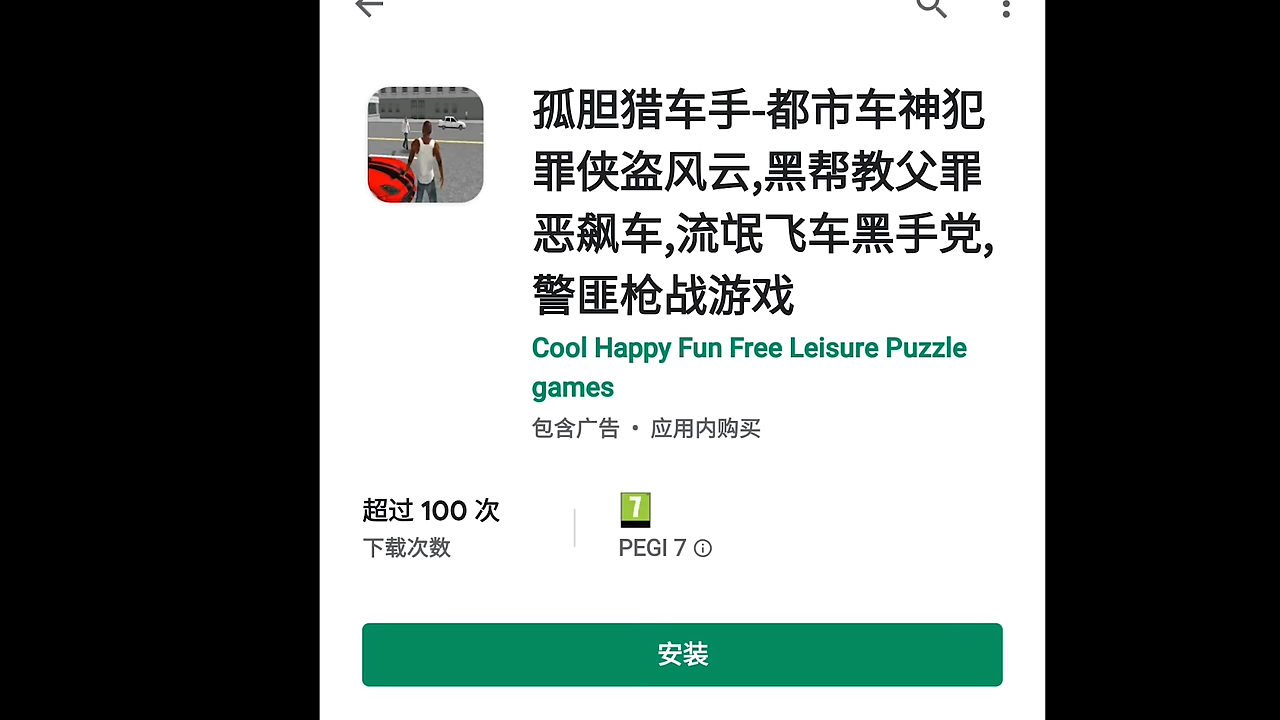 孤胆猎车手-都市车神犯
罪侠盗风云,黑帮教父罪
恶飙车,流氓飞车黑手党,
警匪枪战游戏
Cool Happy Fun Free Leisure Puzzle
games
包含广告 • 应用内购买
超过 100 次
下载次数
7
PEGI 7
安装